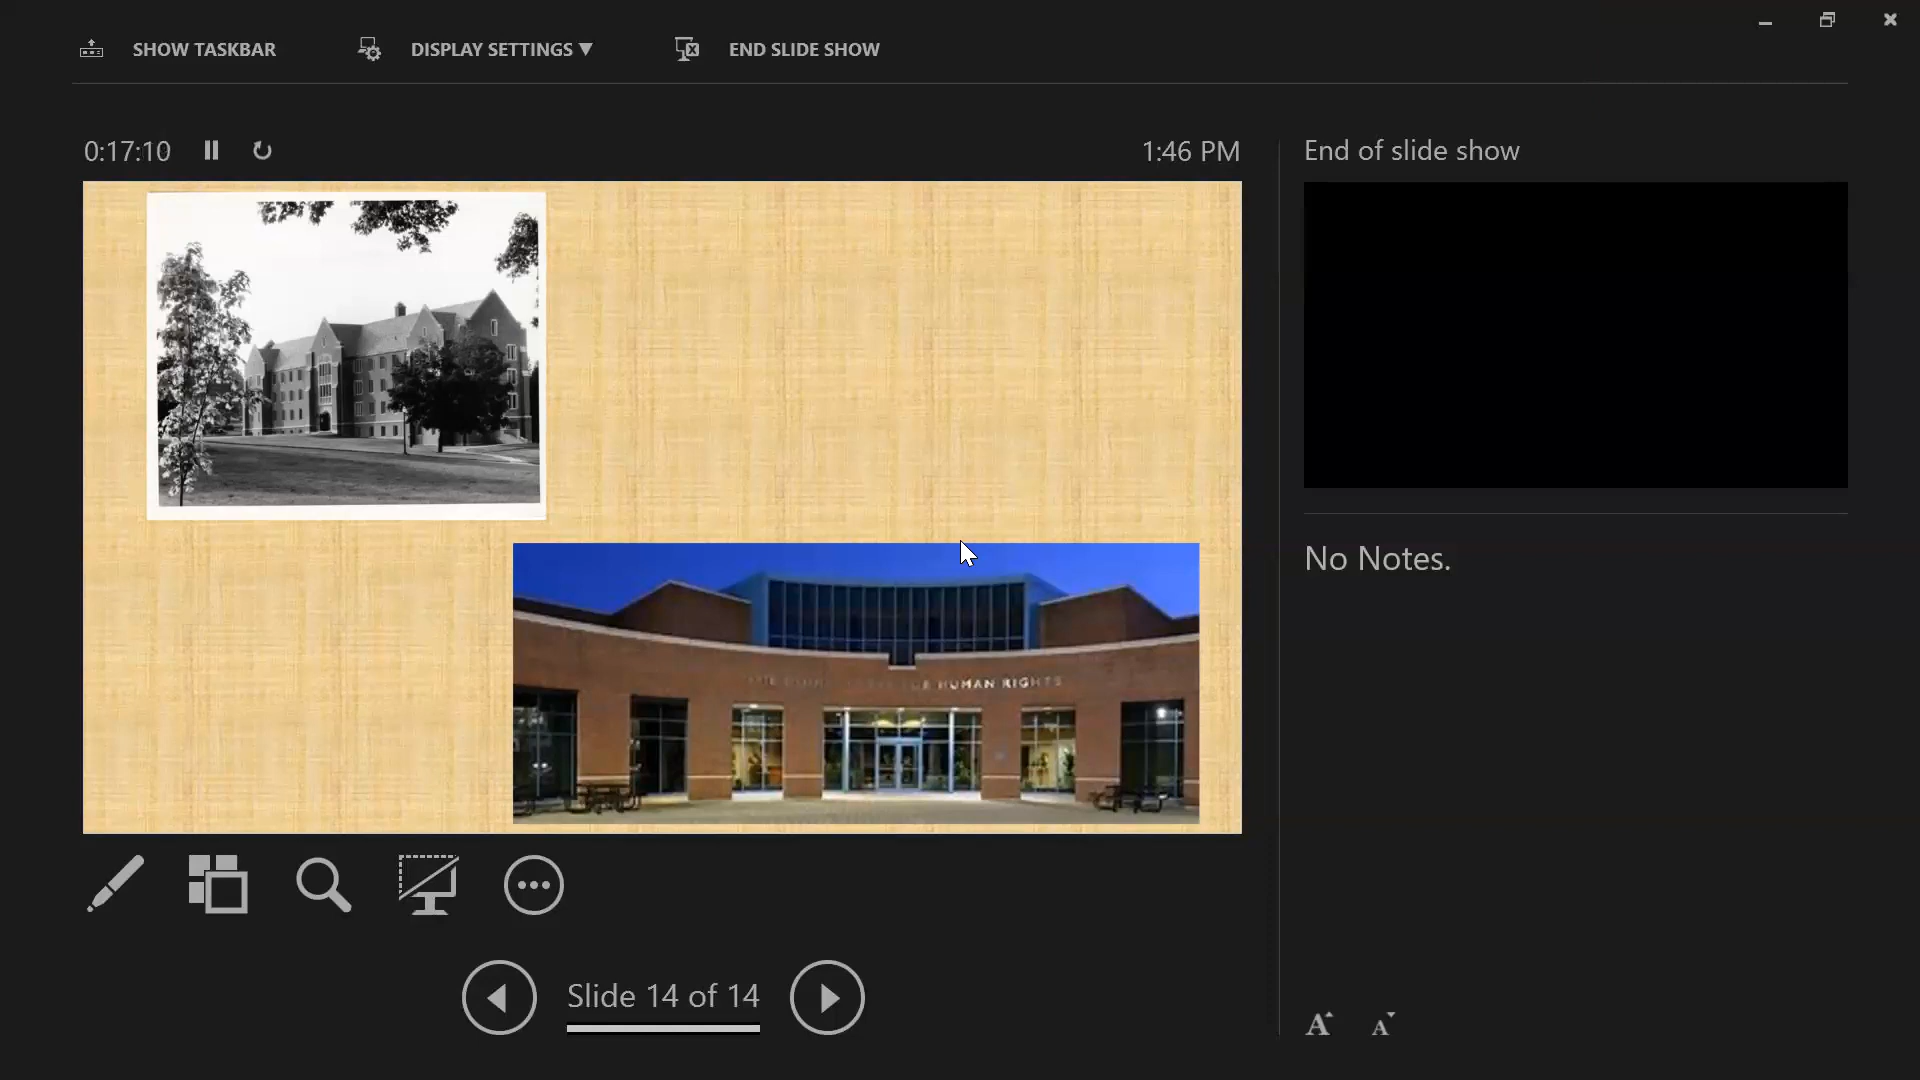 SHOW TASKBAR
DISPLAY SETTINGS ▼
END SLIDE SHOW
0:17:10
1:46 PM
End of slide show
FOR HUMAN RIGHTS
No Notes.
Slide 14 of 14
A
A